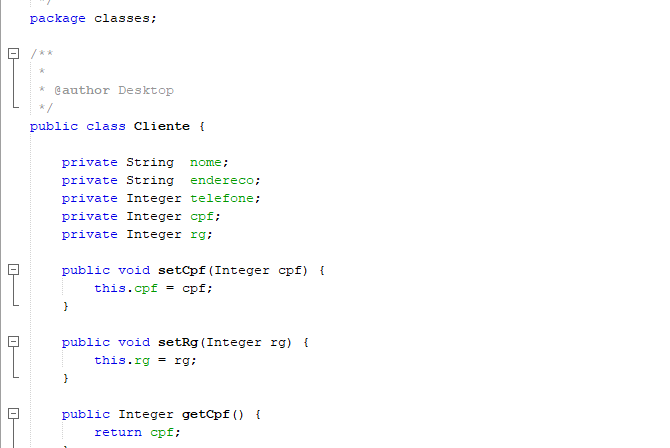 */
package classes;
/**
*
* @author Desktop
*/
public class Cliente {
private String  nome;
private String  endereco;
private Integer telefone;
private Integer cpf;
private Integer rg;
public void setCpf(Integer cpf) {
this.cpf = cpf;
}
public void setRg(Integer rg) {
this.rg = rg;
}
public Integer getCpf() {
return cpf;
}